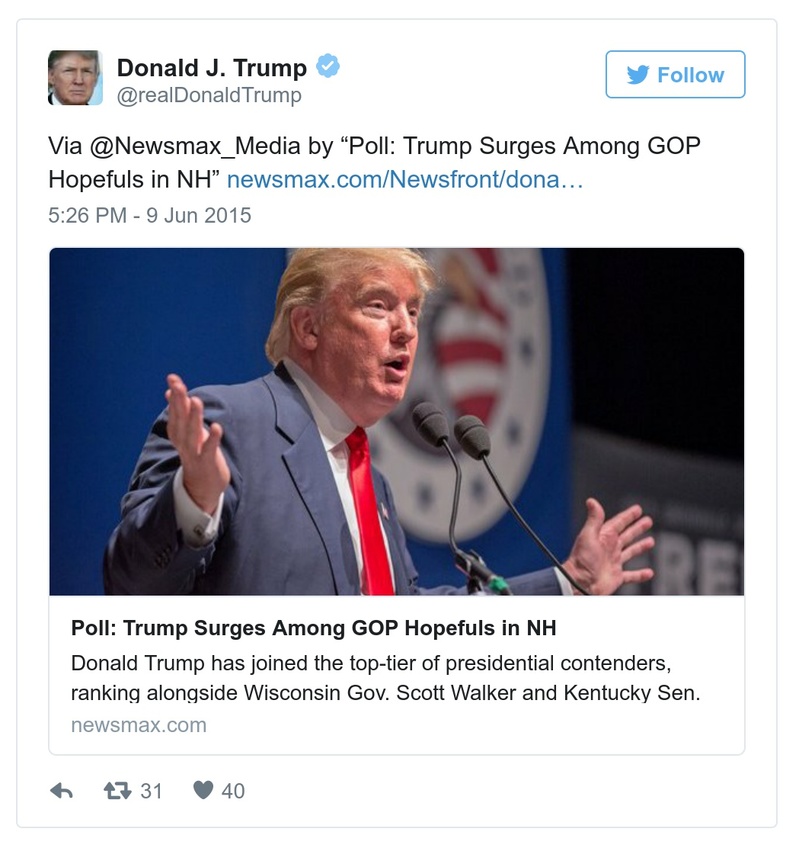 Donald J. Trump
@realDonaldTrump
Follow
Via @Newsmax_Media by “Poll: Trump Surges Among GOP
Hopefuls in NH” newsmax.com/Newsfront/dona…
5:26 PM - 9 Jun 2015
Poll: Trump Surges Among GOP Hopefuls in NH
Donald Trump has joined the top-tier of presidential contenders,
ranking alongside Wisconsin Gov. Scott Walker and Kentucky Sen.
newsmax.com
31
40